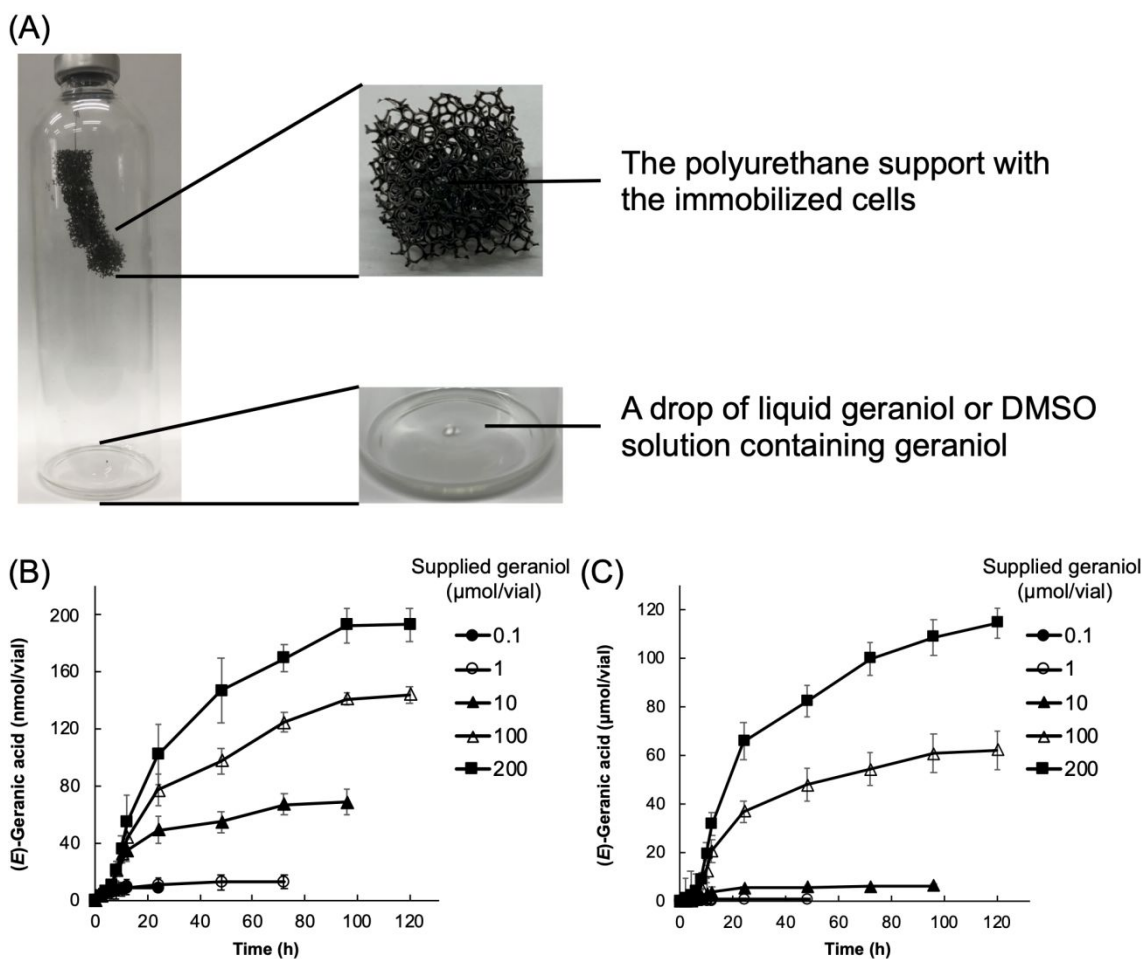 (A)
The polyurethane support with
the immobilized cells
A drop of liquid geraniol or DMSO
solution containing geraniol
(B)
Supplied geraniol
(µmol/vial)
0.1
1
10
100
200
(E)-Geranic acid (nmol/vial)
200
160
120
80
40
0
0
20
40
60
80
100
120
Time (h)
(C)
Supplied geraniol
(µmol/vial)
0.1
1
10
100
200
(E)-Geranic acid (µmol/vial)
120
100
80
60
40
20
0
0
20
40
60
80
100
120
Time (h)